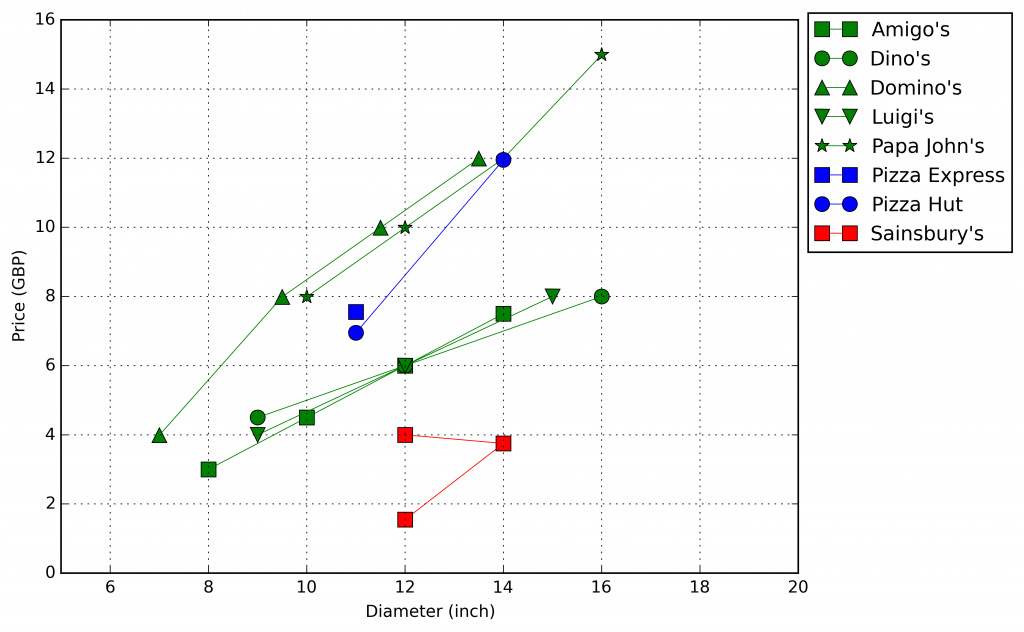 16
14
12
10
8
6
4
2
0
Price (GBP)
6
8
10
12
14
16
18
20
Diameter (inch)
Amigo's
Dino's
Domino's
Luigi's
Papa John's
Pizza Express
Pizza Hut
Sainsbury's